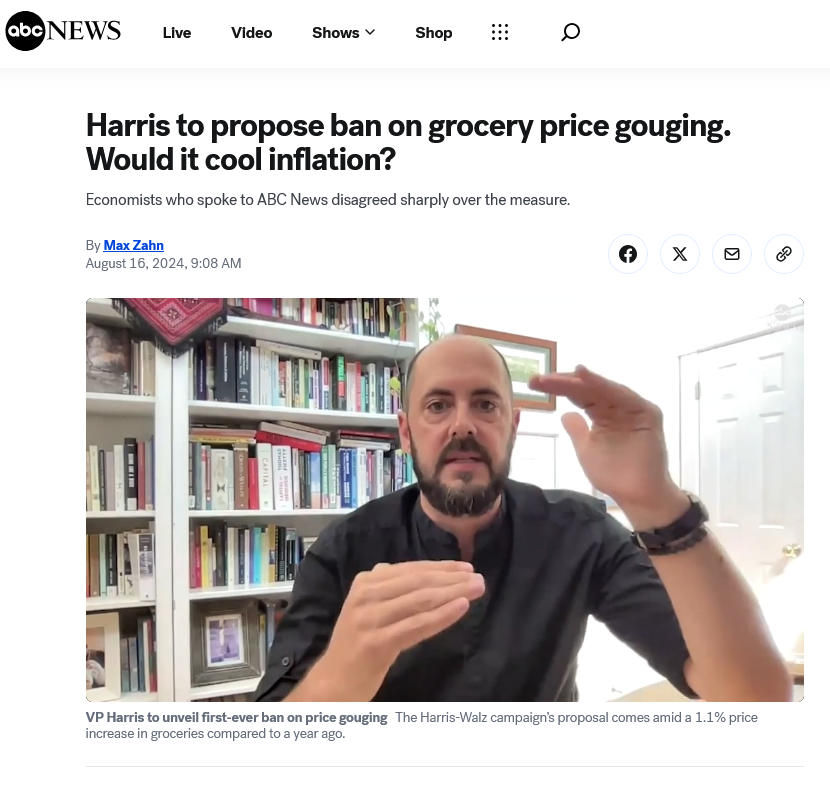 abc NEWS Live Video Shows Shop
Harris to propose ban on grocery price gouging.
Would it cool inflation?
Economists who spoke to ABC News disagreed sharply over the measure.
By Max Zahn
August 16, 2024, 9:08 AM
CAPITAL
VP Harris to unveil first-ever ban on price gouging The Harris-Walz campaign's proposal comes amid a 1.1% price
increase in groceries compared to a year ago.